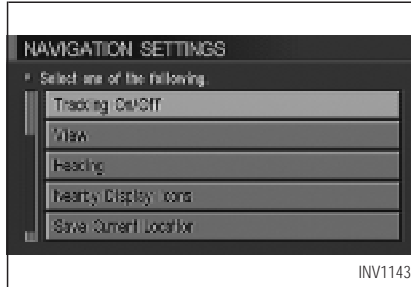 NAVIGATION SETTINGS
Select one of the following.
Tracking On/Off
View
Heading
Nearby Display Icons
Save Current Location
INV1143